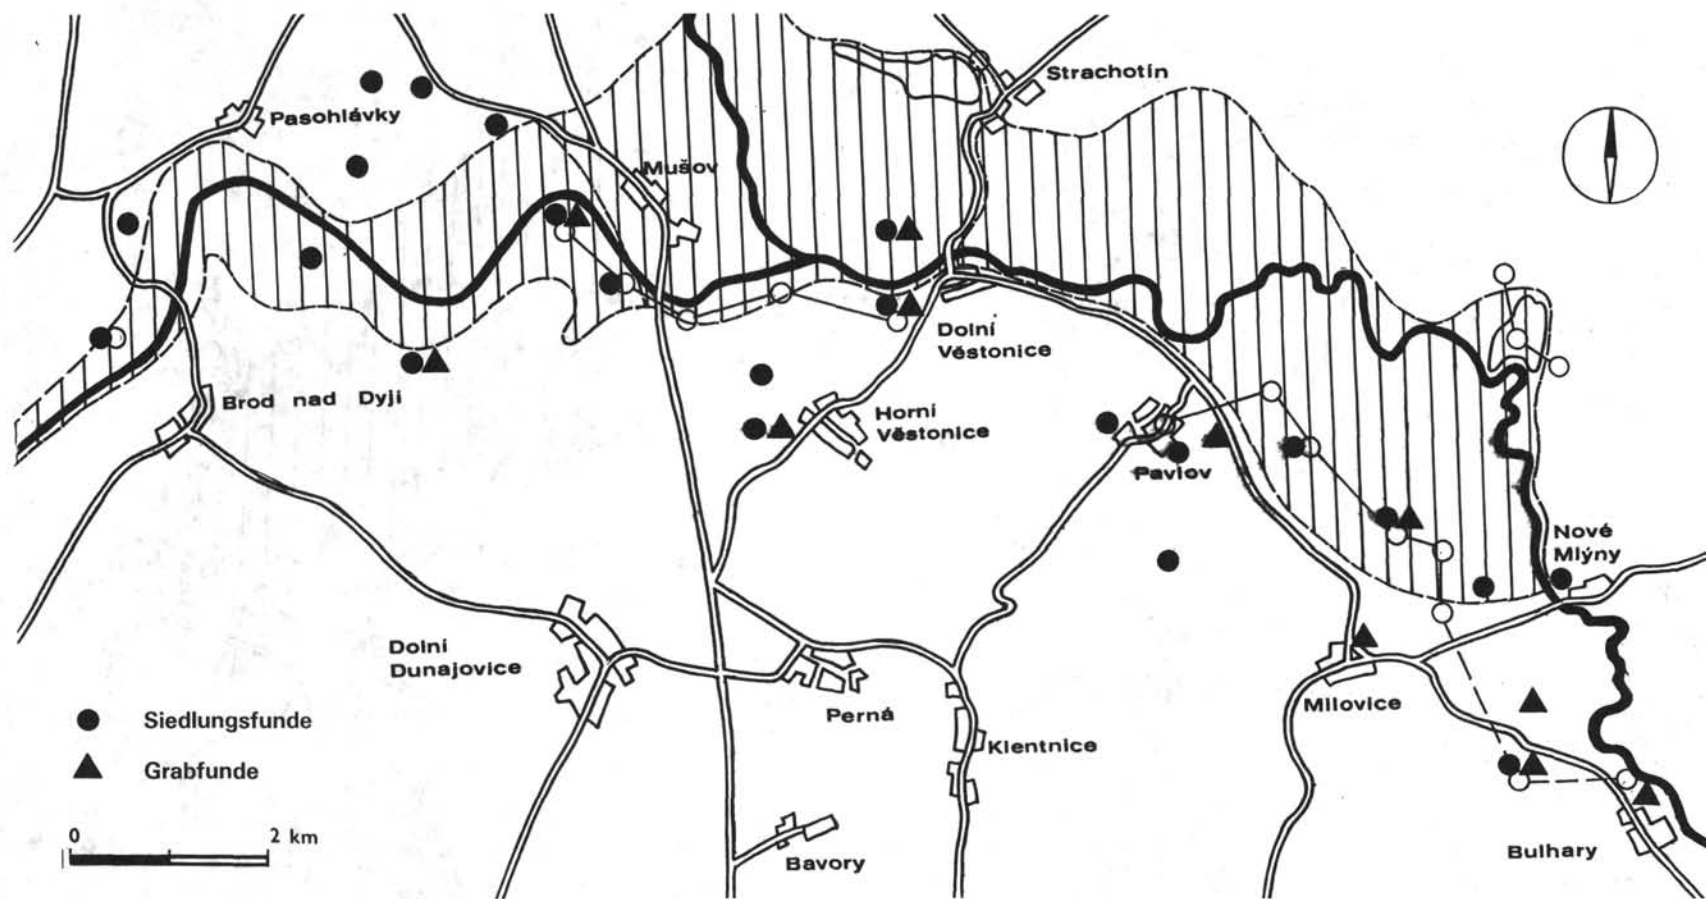 Strachotín
Pasohlávky
Mušov
Dolní
Věstonice
Brod nad Dyji
Horní
Věstonice
Pavlov
Nové
Mlýny
Dolní
Dunajovice
Milovice
Perná
Klentnice
Siedlungsfunde
Grabfunde
0 2 km
Bavory
Bulhary